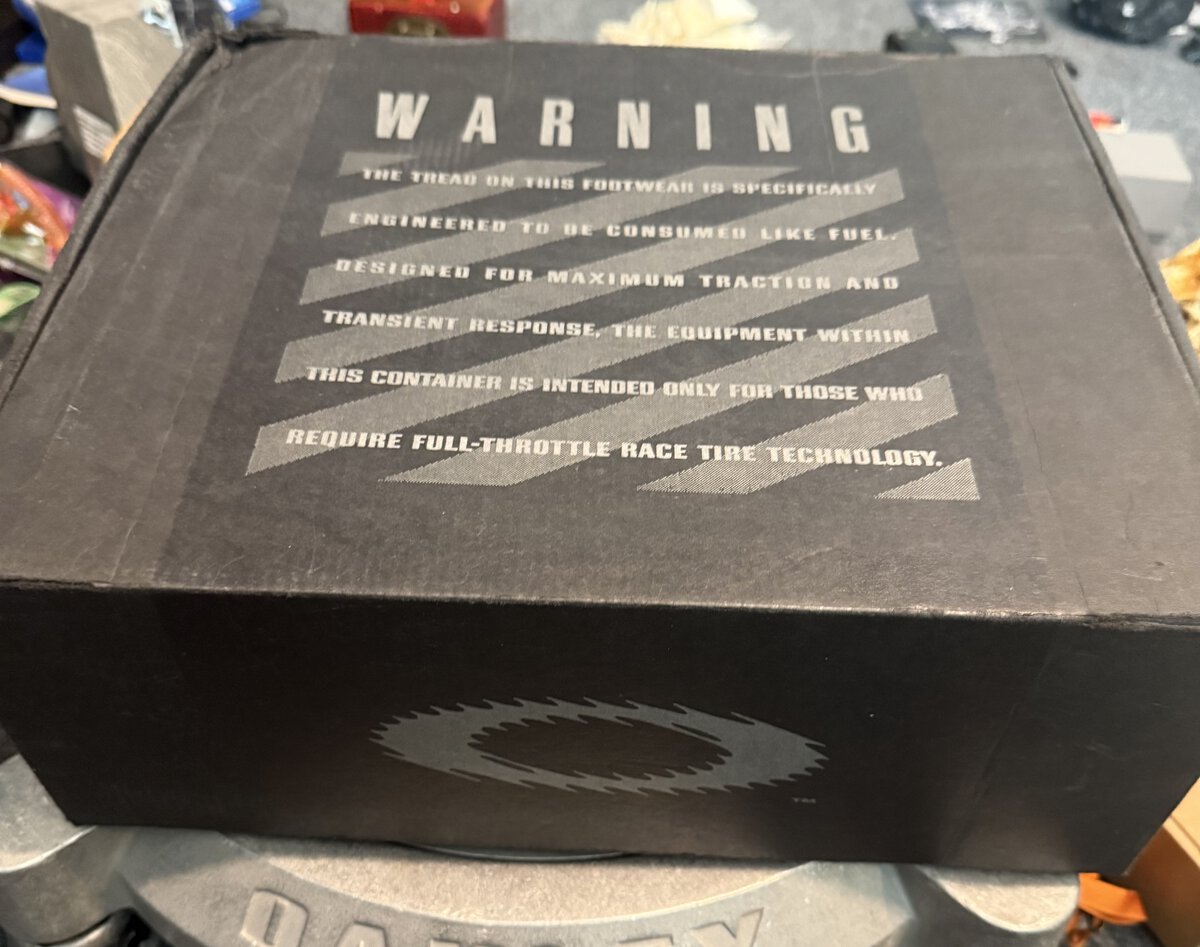 WARNING
THE TREAD ON THIS FOOTWEAR IS SPECIFICALLY
ENGINEERED TO BE CONSUMED LIKE FUEL.
DESIGNED FOR MAXIMUM TRACTION AND
TRANSIENT RESPONSE, THE EQUIPMENT WITHIN
THIS CONTAINER IS INTENDED ONLY FOR THOSE WHO
REQUIRE FULL-THROTTLE RACE TIRE TECHNOLOGY.
TM
OAKLEY